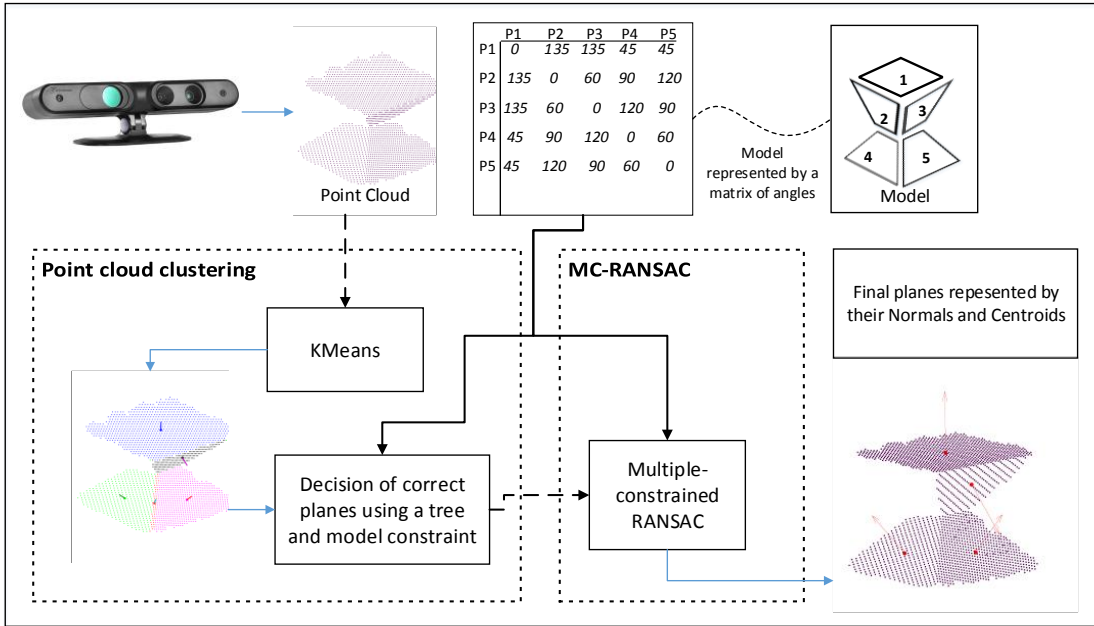 P1 P2 P3 P4 P5
P1 0 135 135 45 45
P2 135 0 60 90 120
P3 135 60 0 120 90
P4 45 90 120 0 60
P5 45 120 90 60 0
Point Cloud
Model
represented by a
matrix of angles
1
2 3
4 5
Model
Point cloud clustering
KMeans
Decision of correct
planes using a tree
and model constraint
MC-RANSAC
Multiple-
constrained
RANSAC
Final planes repesented by
their Normals and Centroids